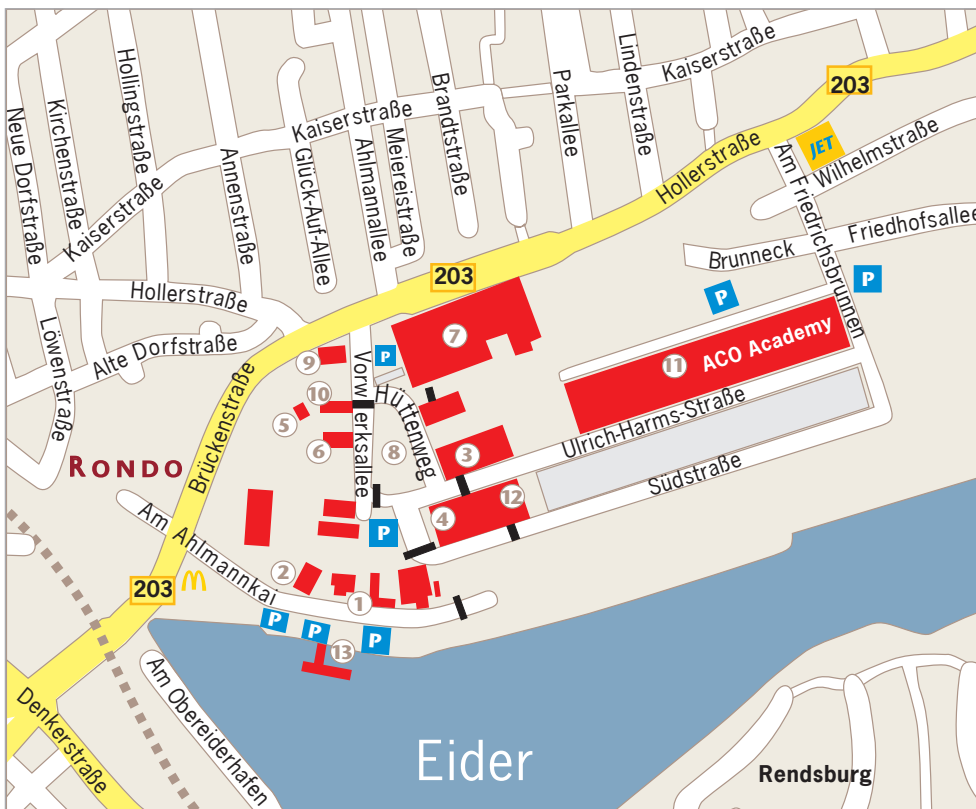 Neue Dorfstraße
Kirchenstraße
Hollingstraße
Kaiserstraße
Annenstraße
Glück-Auf-Allee
Kaiserstraße
Ahlmannallee
Meiereistraße
Brandtstraße
Parkallee
Lindenstraße
Kaiserstraße
203
JET
Hollerstraße
Am Friedrichsbrunnen
Wilhelmstraße
Friedhofsallee
Brunneck
P
P
203
Hollerstraße
Löwenstraße
Alte Dorfstraße
Brückenstraße
7
9
P
Vorwerksallee
Hüttenweg
10
5
6
8
3
11
ACO Academy
Ulrich-Harms-Straße
Südstraße
RONDO
12
4
P
Am Ahlmannkai
2
1
203
P
P
P
13
Am Obereiderhafen
Denkerstraße
Eider
Rendsburg